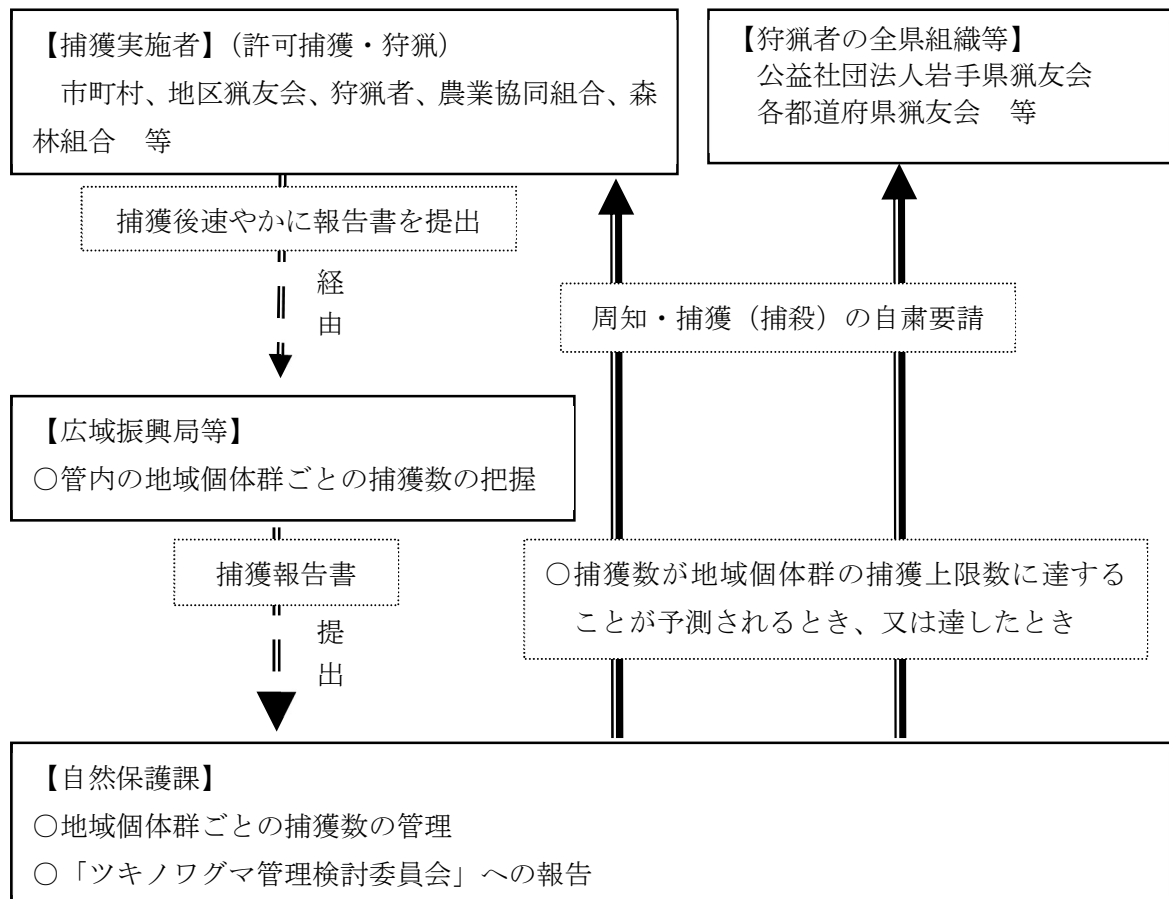 【捕獲実施者】(許可捕獲・狩猟)
市町村、地区猟友会、狩猟者、農業協同組合、森
林組合　等
【狩猟者の全県組織等】
公益社団法人岩手県猟友会
各都道府県猟友会　等
捕獲後速やかに報告書を提出
経由
周知・捕獲（捕殺）の自粛要請
【広域振興局等】
○管内の地域個体群ごとの捕獲数の把握
捕獲報告書
提出
○捕獲数が地域個体群の捕獲上限数に達する
ことが予測されるとき、又は達したとき
【自然保護課】
○地域個体群ごとの捕獲数の管理
○「ツキノワグマ管理検討委員会」への報告